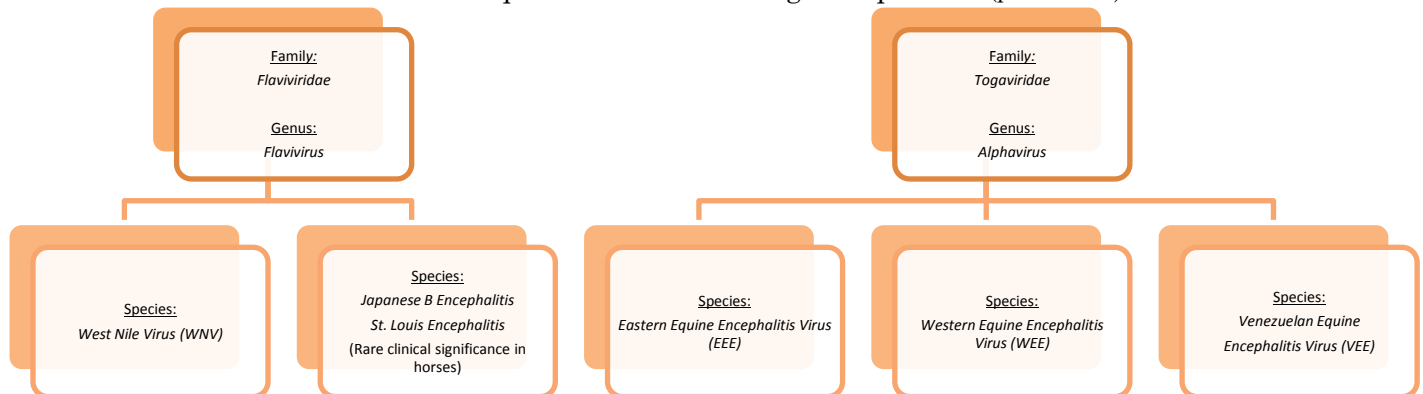 Family:
Flaviviridae
Genus:
Flavivirus
Family:
Togaviridae
Genus:
Alphavirus
Species:
West Nile Virus (WNV)
Species:
Japanese B Encephalitis
St. Louis Encephalitis
(Rare clinical significance in
horses)
Species:
Eastern Equine Encephalitis Virus
(EEE)
Species:
Western Equine Encephalitis
Virus (WEE)
Species:
Venezuelan Equine
Encephalitis Virus (VEE)